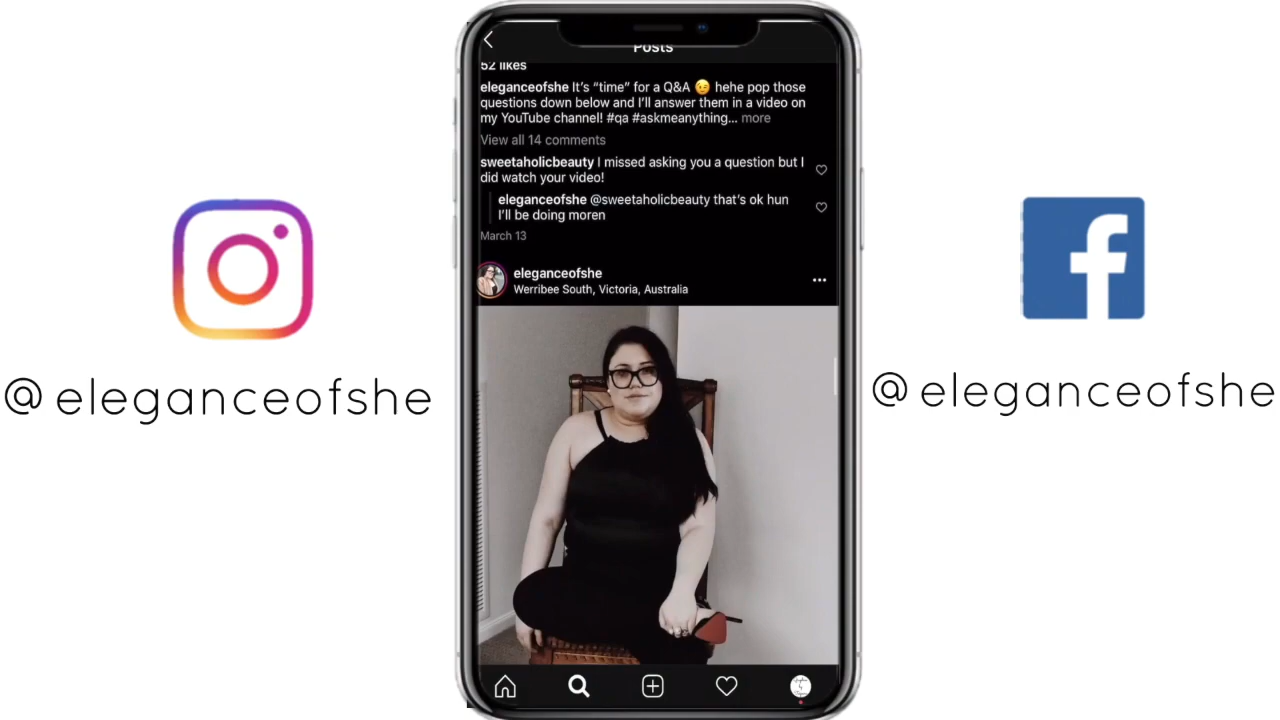 Posts
52 likes
eleganceofshe It’s “time” for a Q&A 😉 hehe pop those
questions down below and I’ll answer them in a video on
my YouTube channel! #qa #askmeanything... more
View all 14 comments
sweetaholicbeauty I missed asking you a question but I
did watch your video!
eleganceofshe @sweetaholicbeauty that’s ok hun
I’ll be doing moren
March 13
eleganceofshe
Werribee South, Victoria, Australia
@eleganceofshe
@eleganceofshe